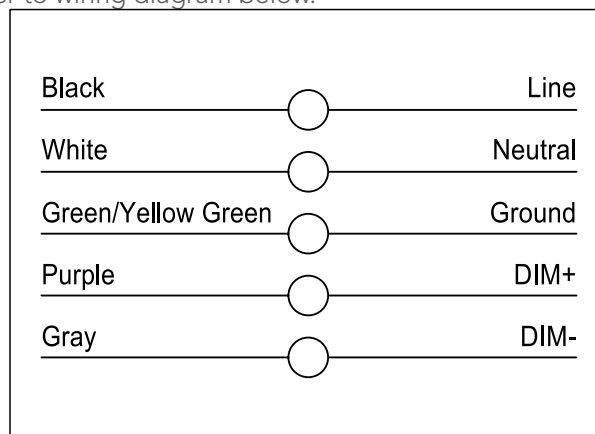 to wiring diagram below.
Black Line
White Neutral
Green/Yellow Green Ground
Purple DIM+
Gray DIM-